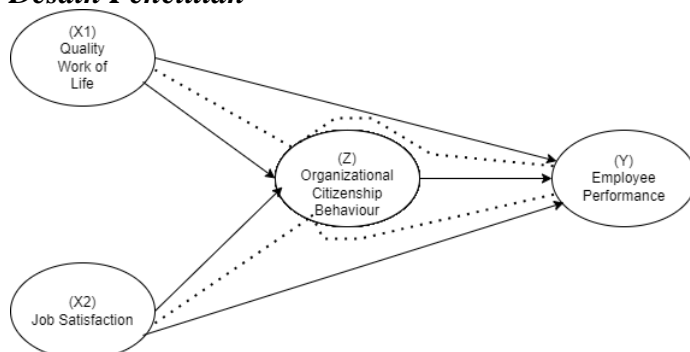 Desain Penelitian
(X1)
Quality
Work of
Life
(Z)
Organizational
Citizenship
Behaviour
(Y)
Employee
Performance
(X2)
Job Satisfaction